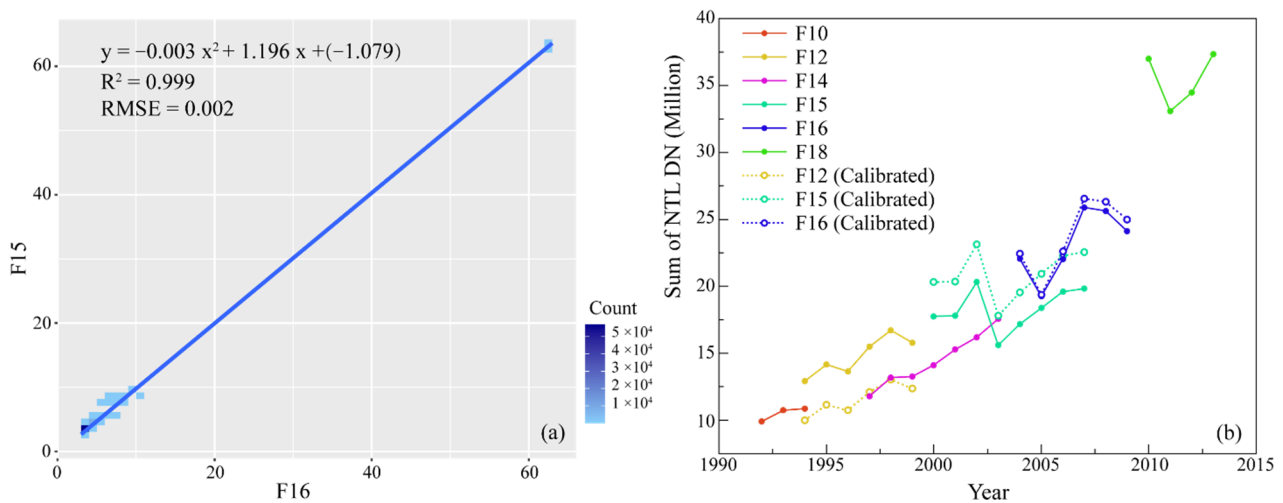 y = −0.003 x² + 1.196 x +(−1.079)
R² = 0.999
RMSE = 0.002
60
40
20
0
F15
0 20 40 60
F16
(a)
Count
5×10⁴
4×10⁴
3×10⁴
2×10⁴
1×10⁴
40
35
30
25
20
15
10
Sum of NTL DN (Million)
F10
F12
F14
F15
F16
F18
F12 (Calibrated)
F15 (Calibrated)
F16 (Calibrated)
(b)
1990 1995 2000 2005 2010 2015
Year